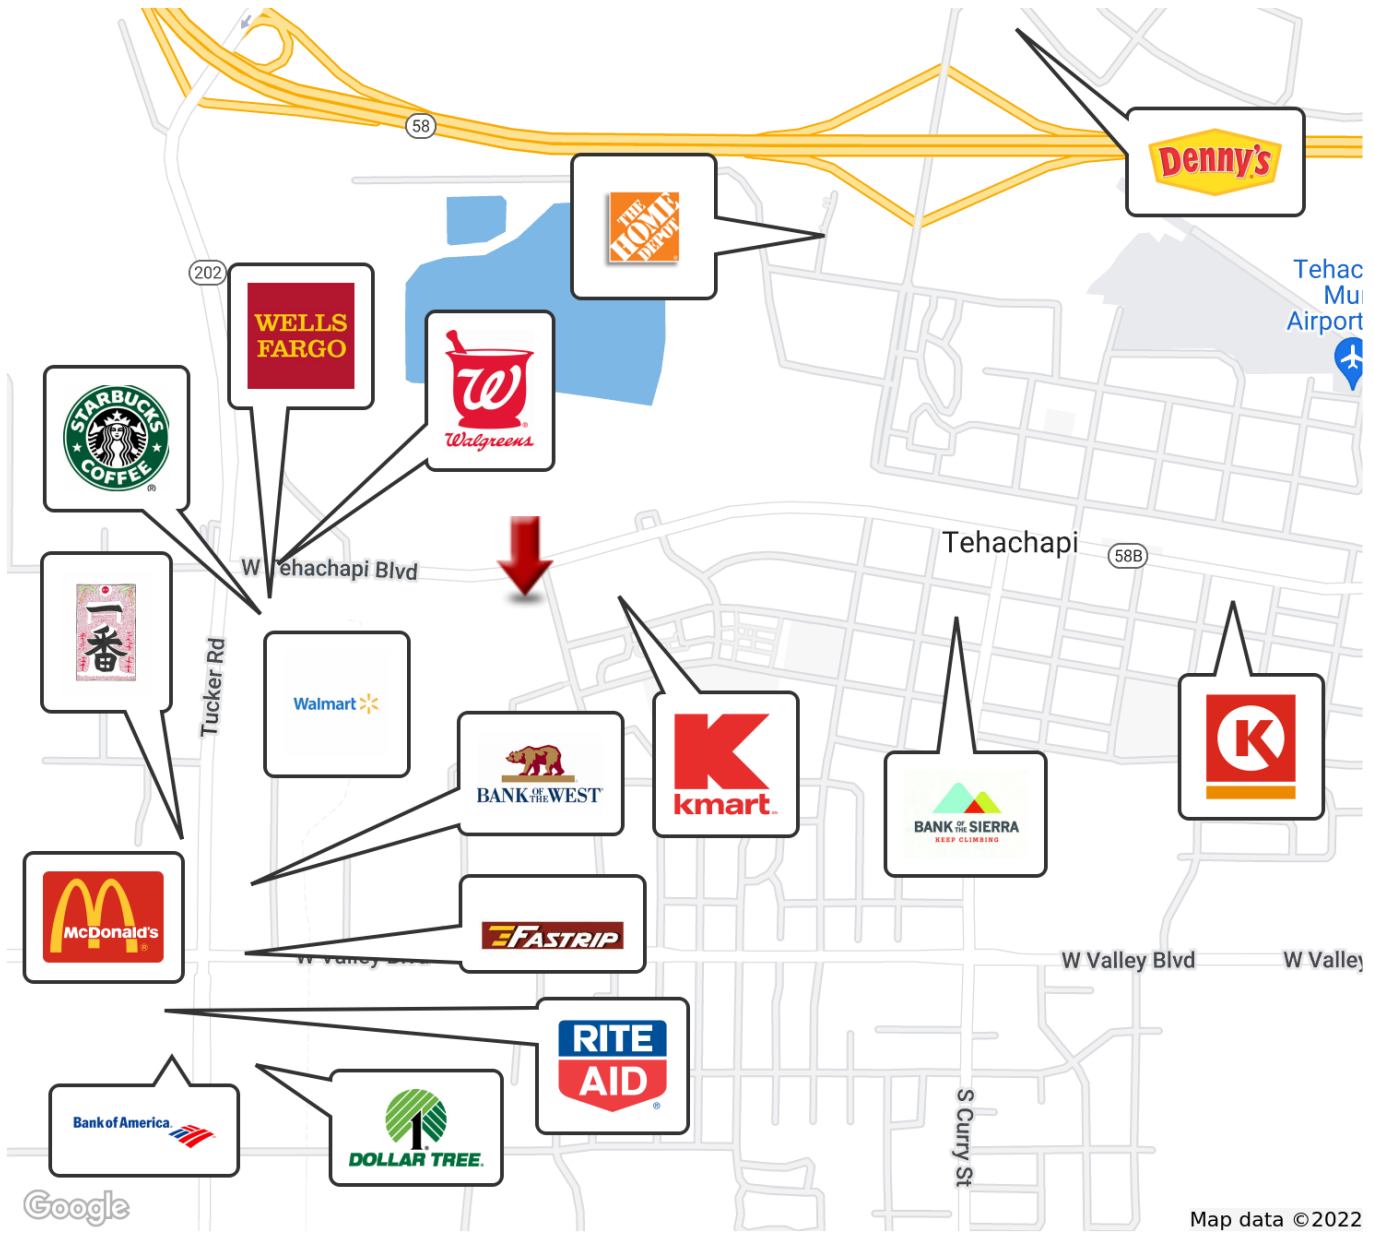 58
Denny's
THE
HOME
DEPOT
Tehac
Mu
Airport
202
WELLS
FARGO
Walgreens
STARBUCKS
COFFEE
Tehachapi
58B
W Tehachapi Blvd
一
番
Tucker Rd
Walmart
BANK OF THE WEST
kmart
BANK OF THE SIERRA
KEEP CLIMBING
K
McDonald's
FASTRIP
W Valley Blvd
W Valley Blvd
W Valley
RITE
AID
S Curry St
Bank of America
DOLLAR TREE
Google
Map data ©2022